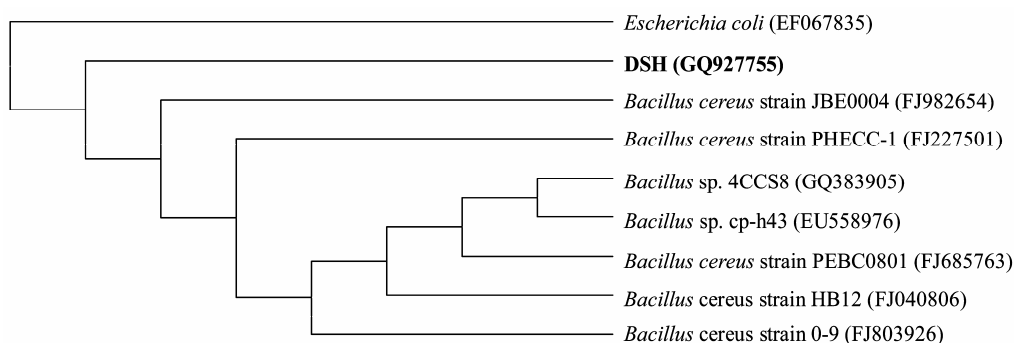 Escherichia coli (EF067835)
DSH (GQ927755)
Bacillus cereus strain JBE0004 (FJ982654)
Bacillus cereus strain PHECC-1 (FJ227501)
Bacillus sp. 4CCS8 (GQ383905)
Bacillus sp. cp-h43 (EU558976)
Bacillus cereus strain PEBC0801 (FJ685763)
Bacillus cereus strain HB12 (FJ040806)
Bacillus cereus strain 0-9 (FJ803926)